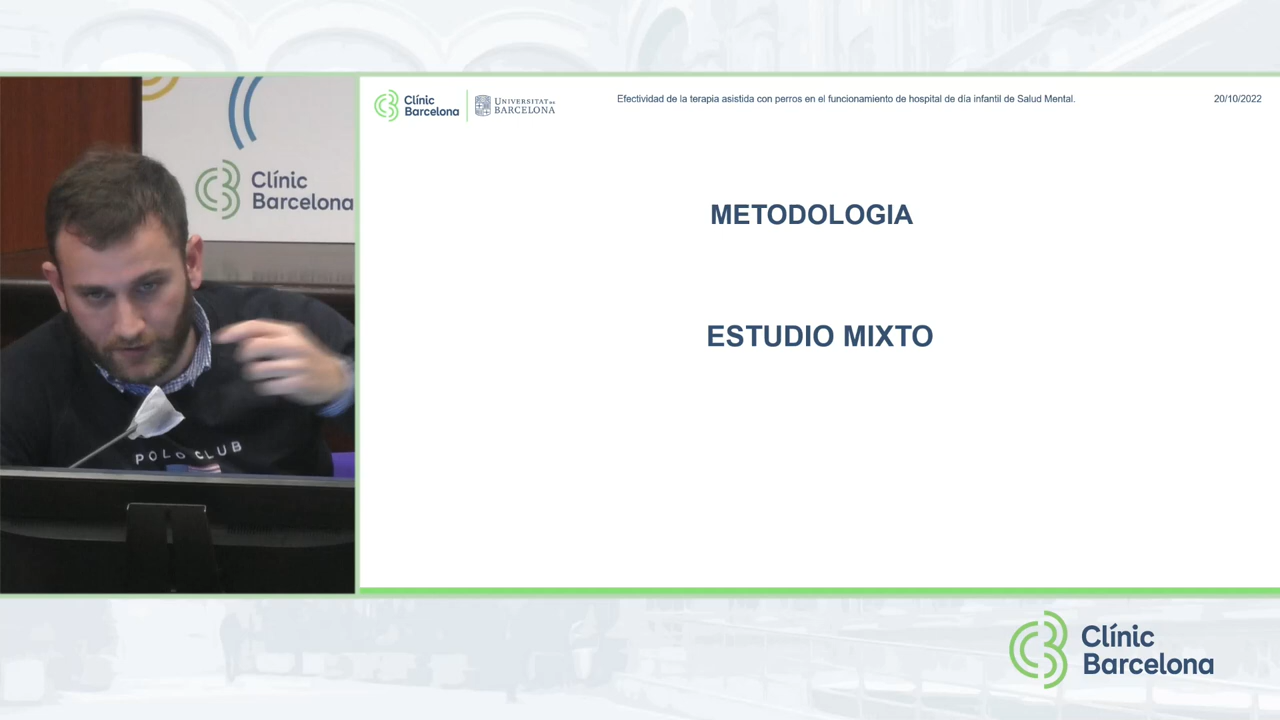 Clínic
Barcelona
UNIVERSITAT DE
BARCELONA
Efectividad de la terapia asistida con perros en el funcionamiento de hospital de día infantil de Salud Mental.
20/10/2022
METODOLOGIA
ESTUDIO MIXTO
Clínic
Barcelona
POLO CLUB
Clínic
Barcelona